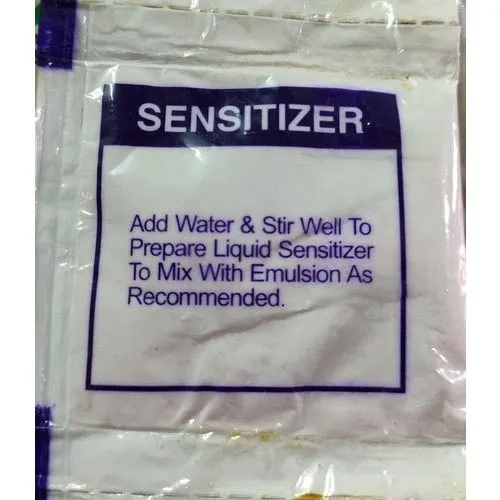 SENSITIZER
Add Water & Stir Well To
Prepare Liquid Sensitizer
To Mix With Emulsion As
Recommended.